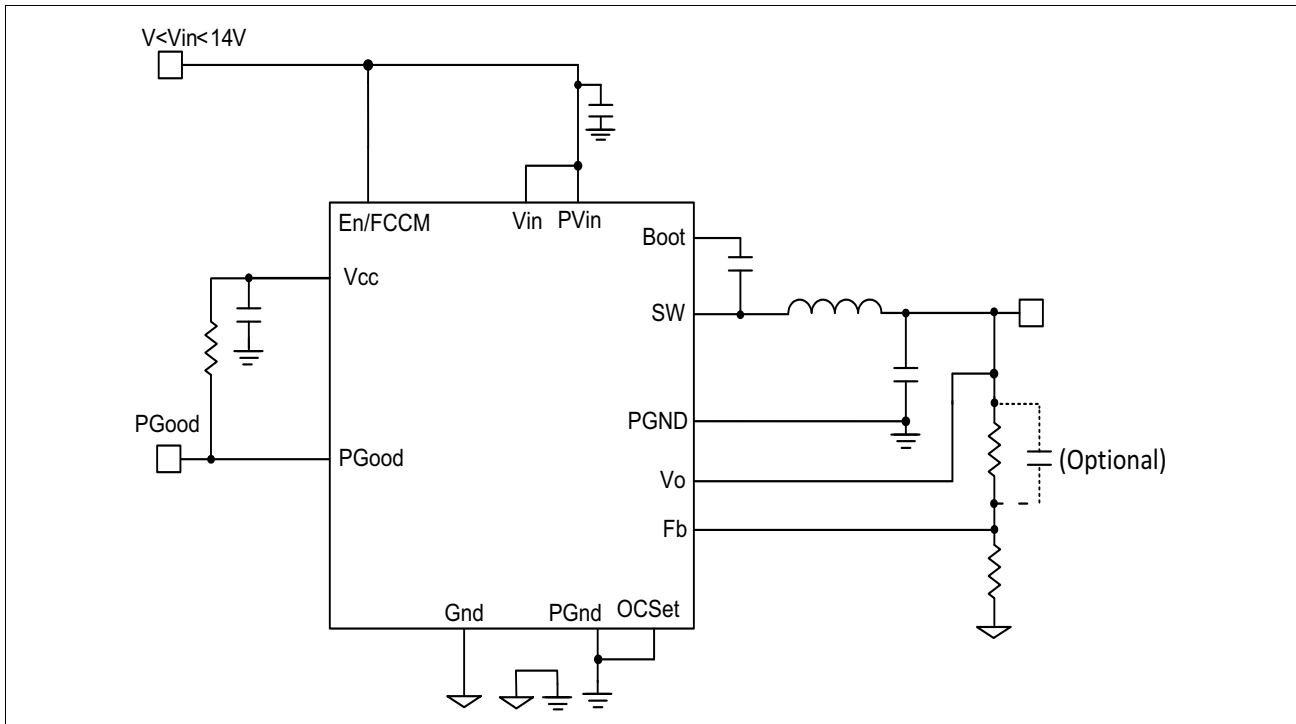 V<Vin<14V
En/FCCM
Vin
PVin
Boot
Vcc
SW
PGood
PGND
PGood
Vo
(Optional)
Fb
Gnd
PGnd
OCSet